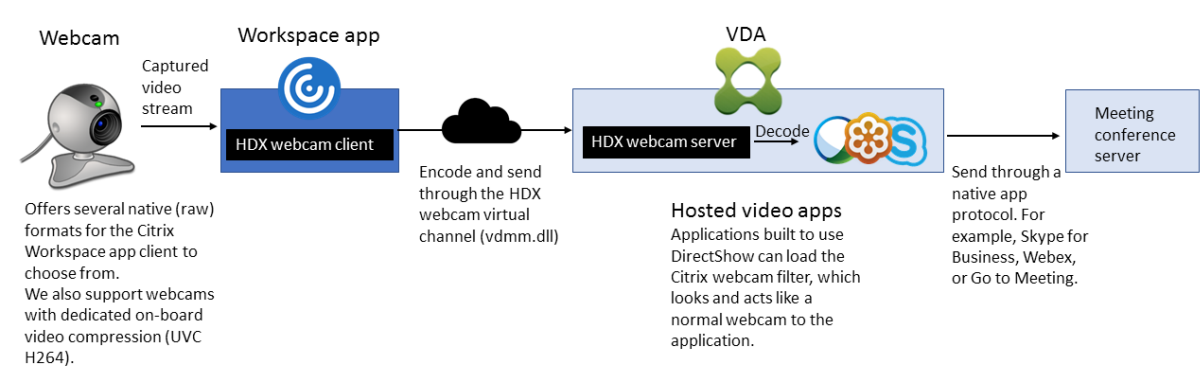 Webcam
Captured
video
stream
Offers several native (raw)
formats for the Citrix
Workspace app client to
choose from.
We also support webcams
with dedicated on-board
video compression (UVC
H264).
Workspace app
HDX webcam client
Encode and send
through the HDX
webcam virtual
channel (vdmm.dll)
VDA
HDX webcam server
Decode
S
Hosted video apps
Applications built to use
DirectShow can load the
Citrix webcam filter, which
looks and acts like a
normal webcam to the
application.
Send through a
native app
protocol. For
example, Skype for
Business, Webex,
or Go to Meeting.
Meeting
conference
server